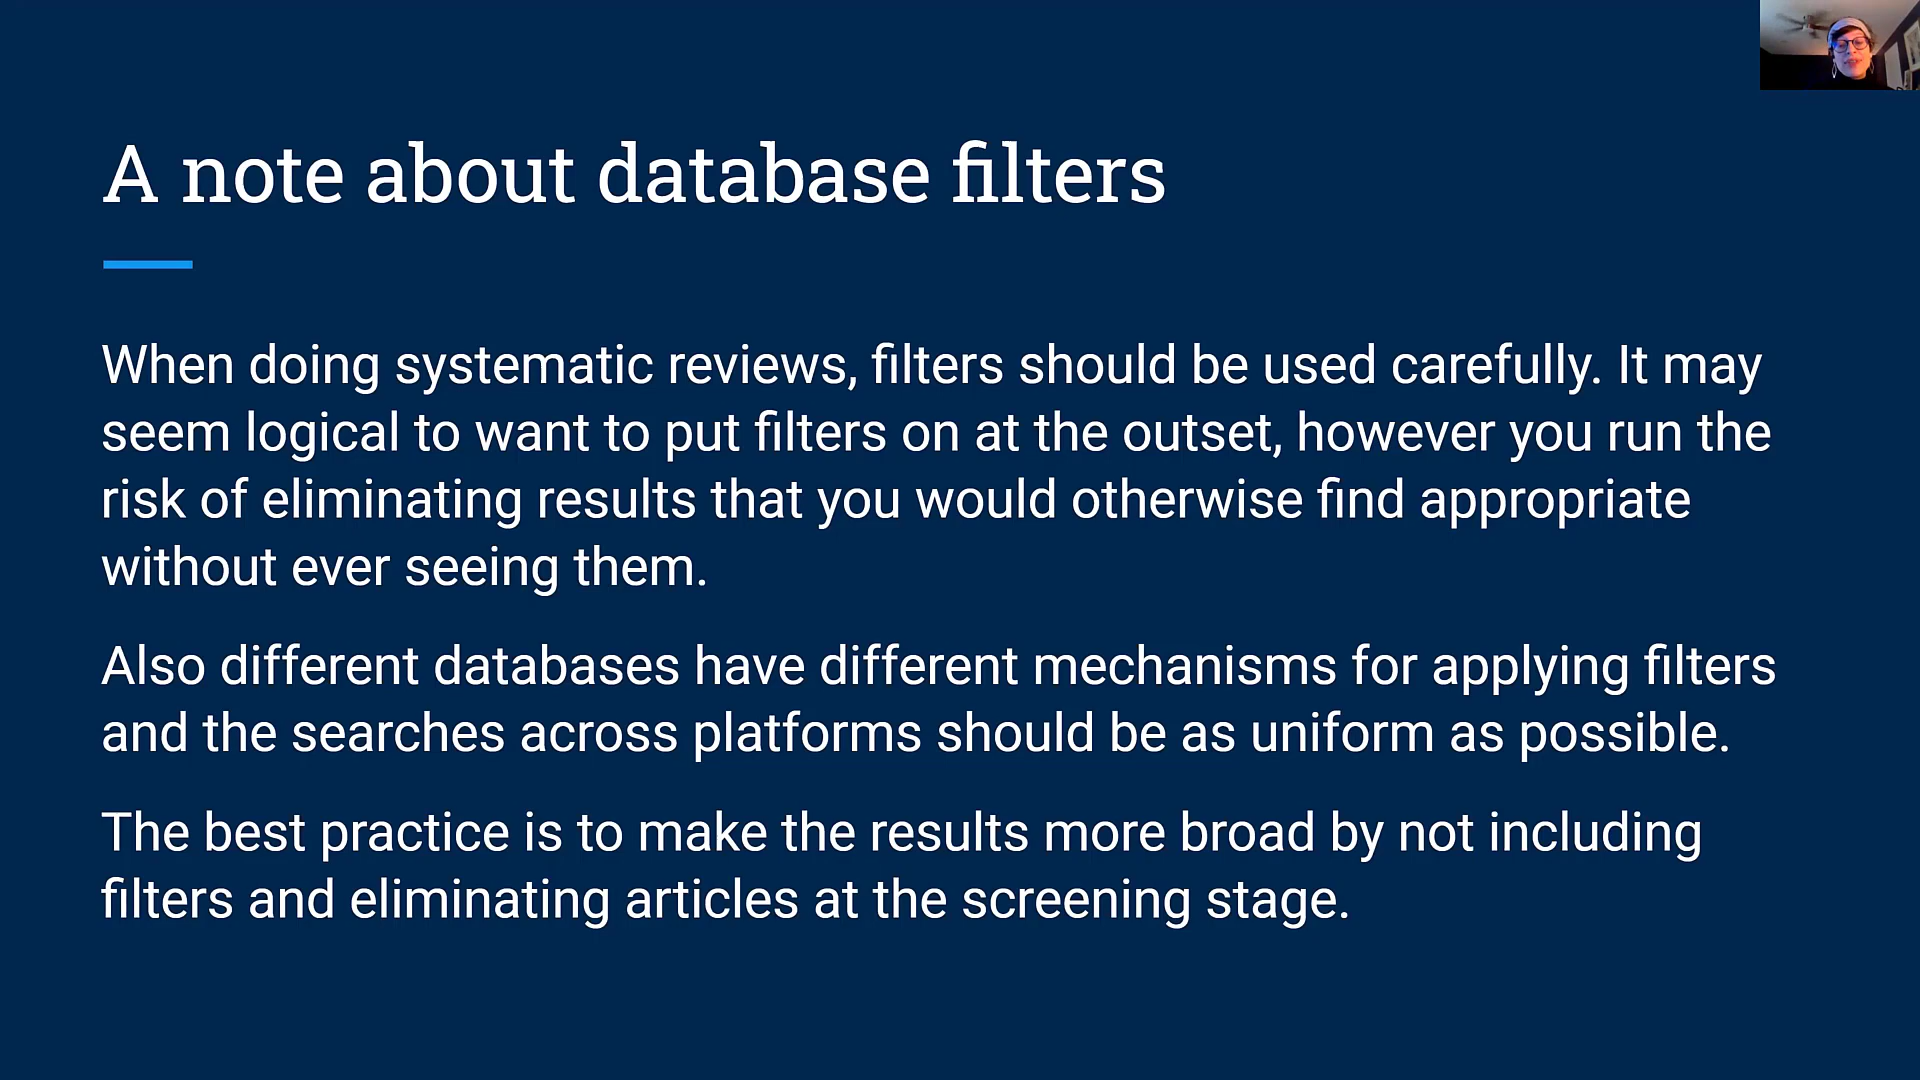 A note about database filters
When doing systematic reviews, filters should be used carefully. It may
seem logical to want to put filters on at the outset, however you run the
risk of eliminating results that you would otherwise find appropriate
without ever seeing them.
Also different databases have different mechanisms for applying filters
and the searches across platforms should be as uniform as possible.
The best practice is to make the results more broad by not including
filters and eliminating articles at the screening stage.